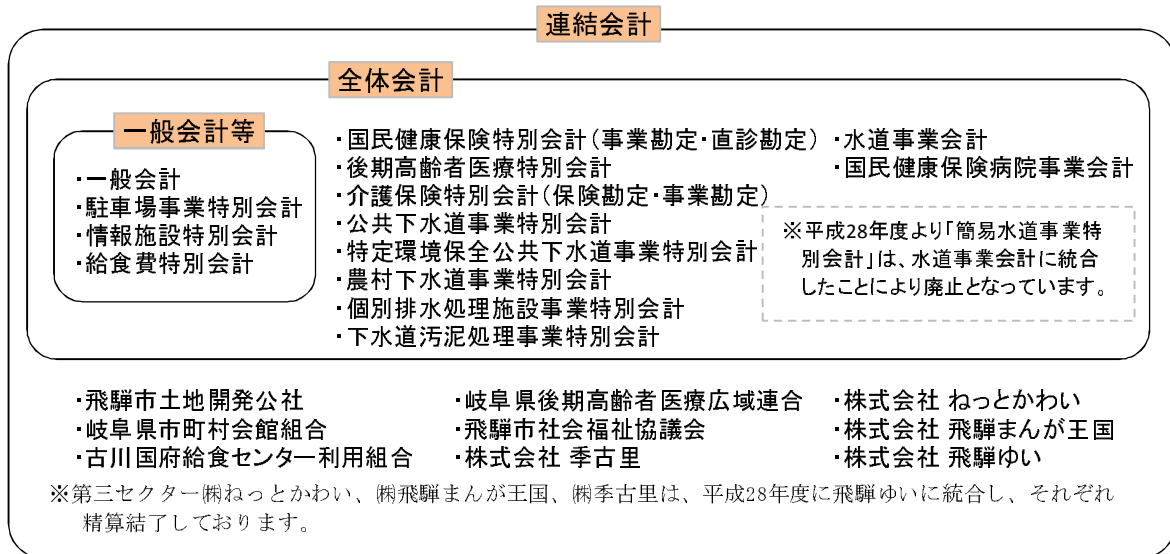 連結会計
全体会計
一般会計等
・一般会計
・駐車場事業特別会計
・情報施設特別会計
・給食費特別会計
・国民健康保険特別会計(事業勘定・直診勘定)
・後期高齢者医療特別会計
・介護保険特別会計(保険勘定・事業勘定)
・公共下水道事業特別会計
・特定環境保全公共下水道事業特別会計
・農村下水道事業特別会計
・個別排水処理施設事業特別会計
・下水道汚泥処理事業特別会計
・水道事業会計
・国民健康保険病院事業会計
※平成28年度より「簡易水道事業特
別会計」は、水道事業会計に統合
したことにより廃止となっています。
・飛騨市土地開発公社
・岐阜県市町村会館組合
・古川国府給食センター利用組合
・岐阜県後期高齢者医療広域連合
・飛騨市社会福祉協議会
・株式会社 季古里
・株式会社 ねっとかわい
・株式会社 飛騨まんが王国
・株式会社 飛騨ゆい
※第三セクター㈱ねっとかわい、㈱飛騨まんが王国、㈱季古里は、平成28年度に飛騨ゆいに統合し、それぞれ
精算結了しております。